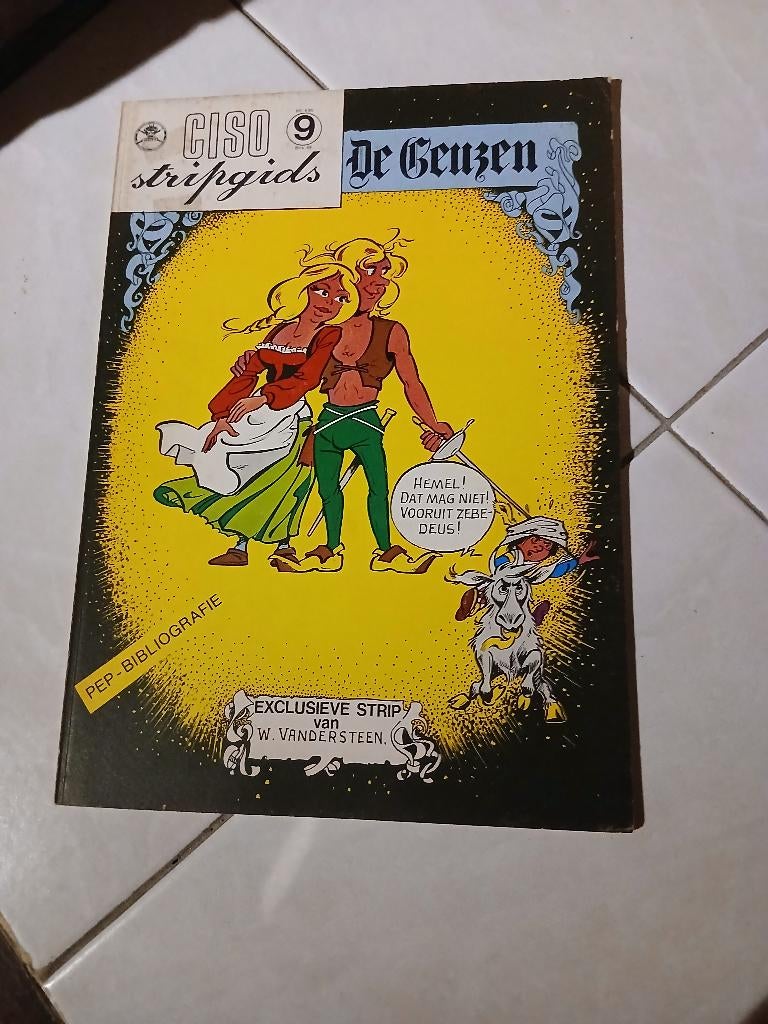 CISO
stripgids
9
De Geuzen
HEMEL!
DAT MAG NIET!
VOORUIT ZEBE-
DEUS!
PEP-BIBLIOGRAFIE
EXCLUSIEVE STRIP
van
W. VANDERSTEEN.